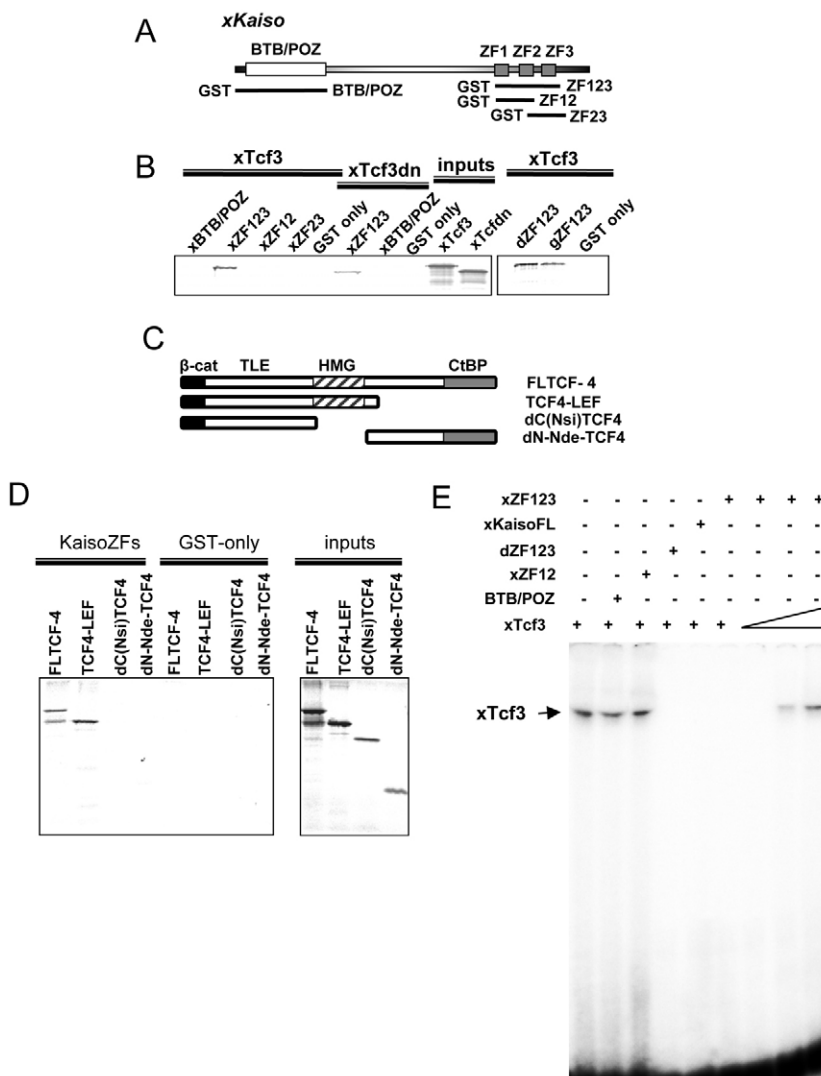 A
xKaiso
BTB/POZ
ZF1 ZF2 ZF3
GST BTB/POZ
GST ZF123
GST ZF12
GST ZF23
B
xTcf3 xTcf3dn inputs xTcf3
xBTB/POZ xZF123 xZF12 xZF23 GST only xZF123 xBTB/POZ GST only xTcf3 xTcfdn dZF123 gZF123 GST only
C
β-cat TLE HMG CtBP
FLTCF-4
TCF4-LEF
dC(Nsi)TCF4
dN-Nde-TCF4
D
KaisoZFs GST-only inputs
FLTCF-4 TCF4-LEF dC(Nsi)TCF4 dN-Nde-TCF4 FLTCF-4 TCF4-LEF dC(Nsi)TCF4 dN-Nde-TCF4 FLTCF-4 TCF4-LEF dC(Nsi)TCF4 dN-Nde-TCF4
E
xZF123 - - - - - + + + +
xKaisoFL - - - - + - - - -
dZF123 - - - + - - - - -
xZF12 - - + - - - - - -
BTB/POZ - + - - - - - - -
xTcf3 + + + + + +
xTcf3